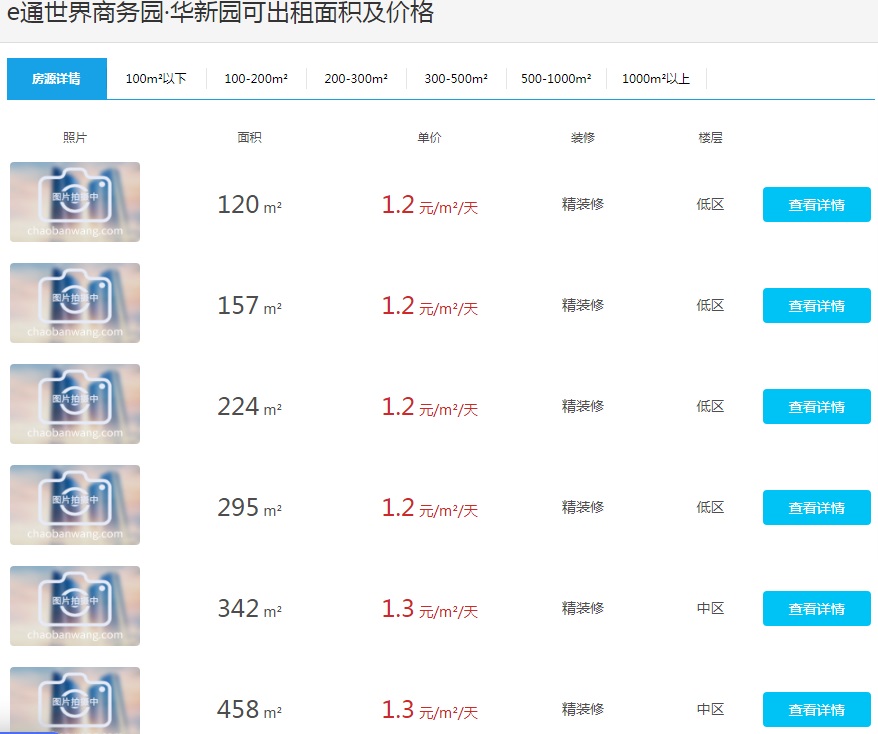 e通世界商务园·华新园可出租面积及价格
房源详情 100m²以下 100-200m² 200-300m² 300-500m² 500-1000m² 1000m²以上
照片 面积 单价 装修 楼层
图片拍摄中
chaobanwang.com
120 m² 1.2 元/m²/天 精装修 低区 查看详情
图片拍摄中
chaobanwang.com
157 m² 1.2 元/m²/天 精装修 低区 查看详情
图片拍摄中
chaobanwang.com
224 m² 1.2 元/m²/天 精装修 低区 查看详情
图片拍摄中
chaobanwang.com
295 m² 1.2 元/m²/天 精装修 低区 查看详情
图片拍摄中
chaobanwang.com
342 m² 1.3 元/m²/天 精装修 中区 查看详情
图片拍摄中
458 m² 1.3 元/m²/天 精装修 中区 查看详情